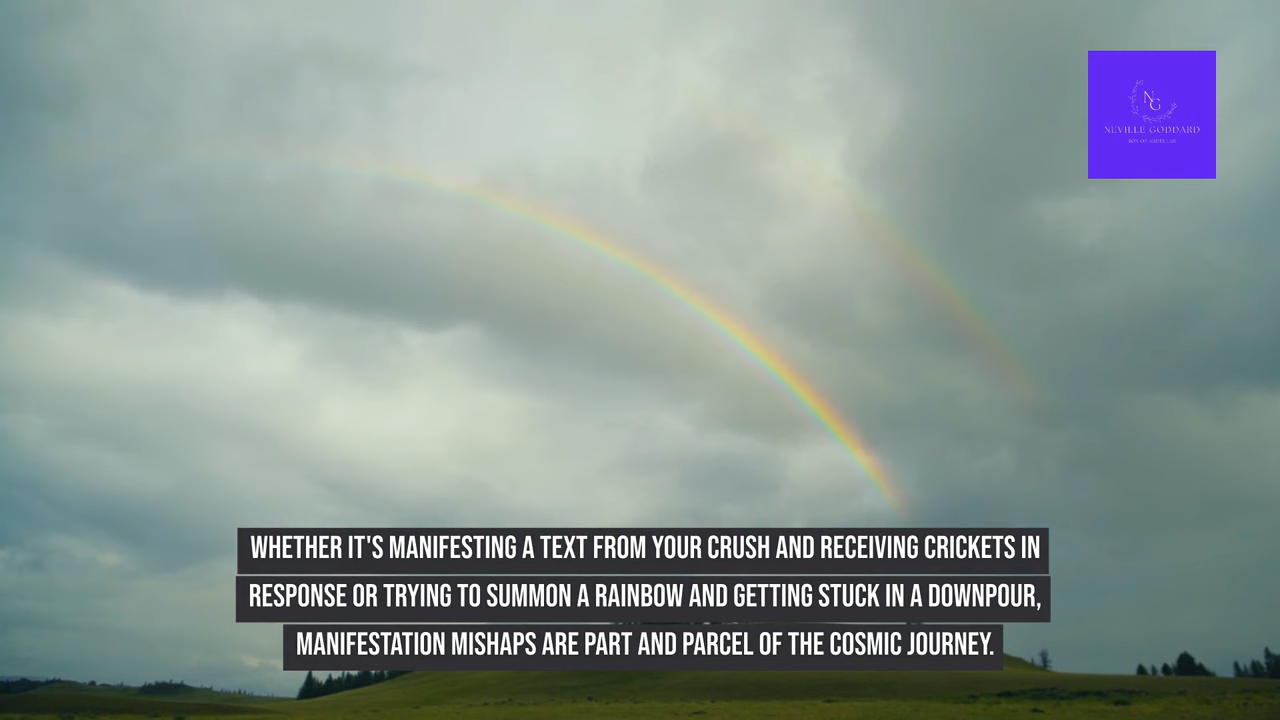 NG
NEVILLE GODDARD
WHETHER IT'S MANIFESTING A TEXT FROM YOUR CRUSH AND RECEIVING CRICKETS IN
RESPONSE OR TRYING TO SUMMON A RAINBOW AND GETTING STUCK IN A DOWNPOUR,
MANIFESTATION MISHAPS ARE PART AND PARCEL OF THE COSMIC JOURNEY.